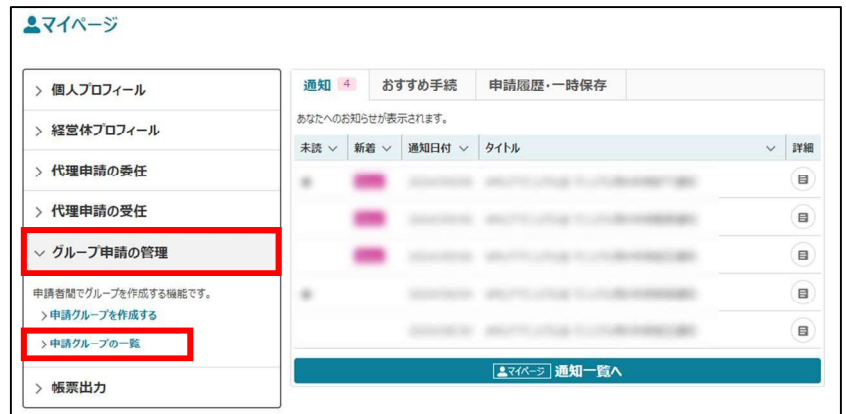 マイページ
個人プロフィール
経営体プロフィール
代理申請の委任
代理申請の受任
グループ申請の管理
申請者間でグループを作成する機能です。
申請グループを作成する
申請グループの一覧
帳票出力
通知 4 おすすめ手続 申請履歴・一時保存
あなたへのお知らせが表示されます。
未読 新着 通知日付 タイトル 詳細
マイページ 通知一覧へ